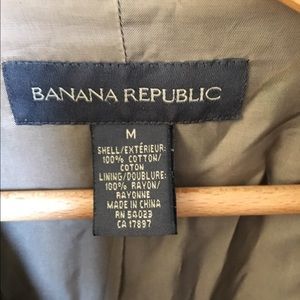 BANANA REPUBLIC
M
SHELL/EXTÉRIEUR:
100% COTTON/
COTON
LINING/DOUBLURE:
100% RAYON/
RAYONNE
MADE IN CHINA
RN 54023
CA 17897